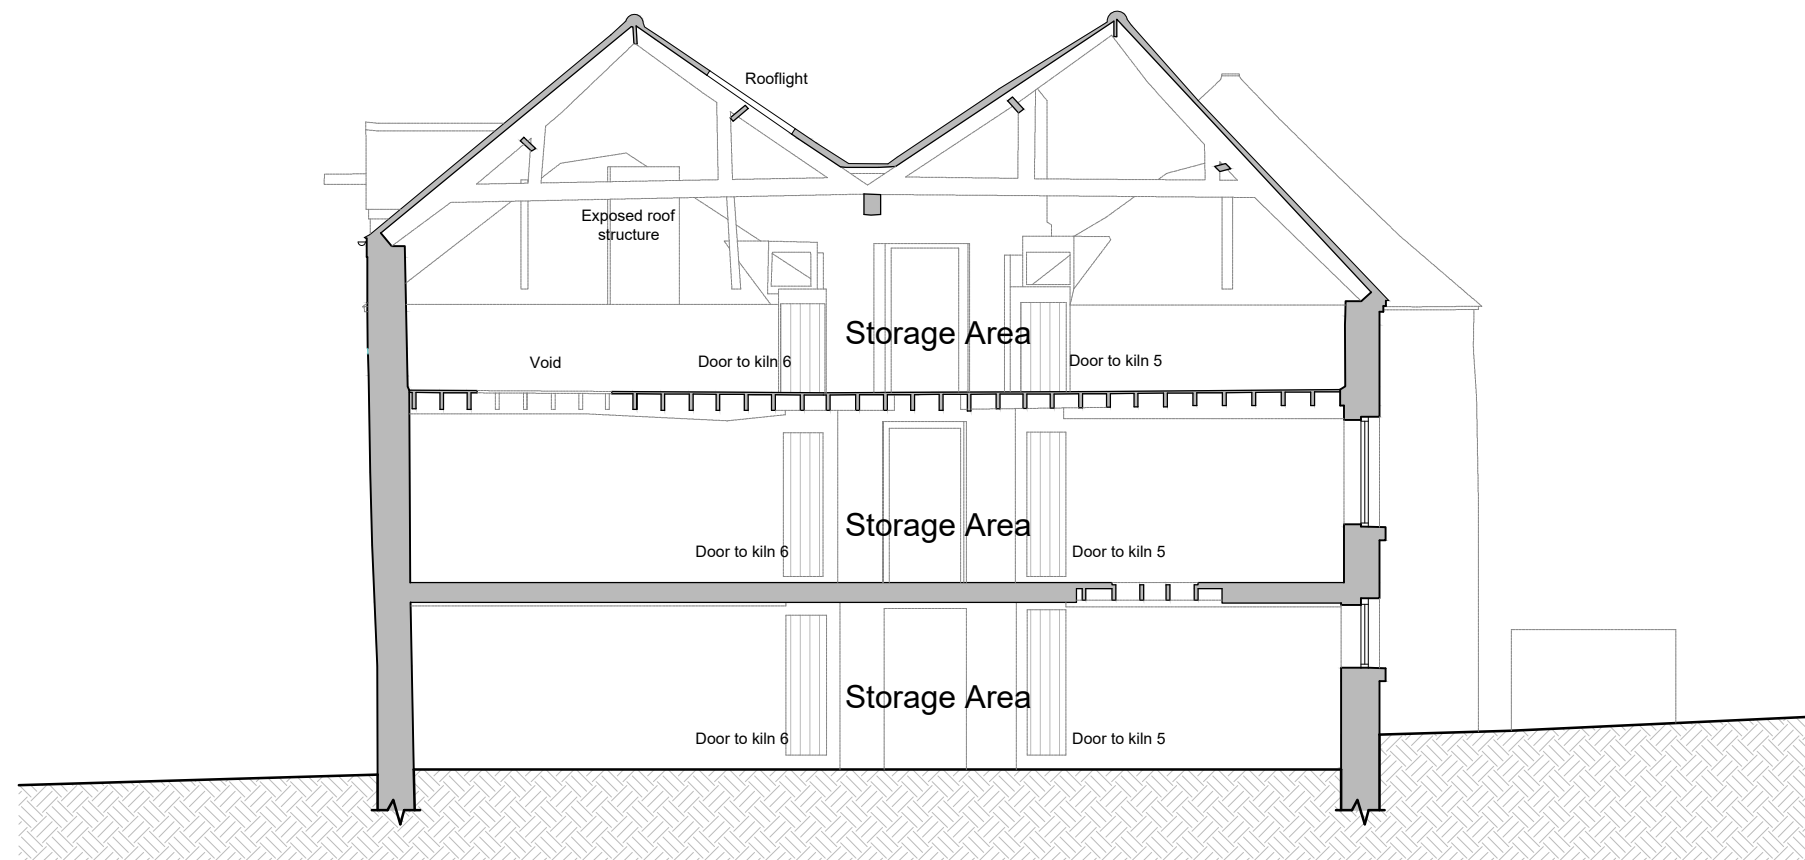 Rooflight
Exposed roof
structure
Storage Area
Void
Door to kiln 6
Door to kiln 5
Storage Area
Door to kiln 6
Door to kiln 5
Storage Area
Door to kiln 6
Door to kiln 5